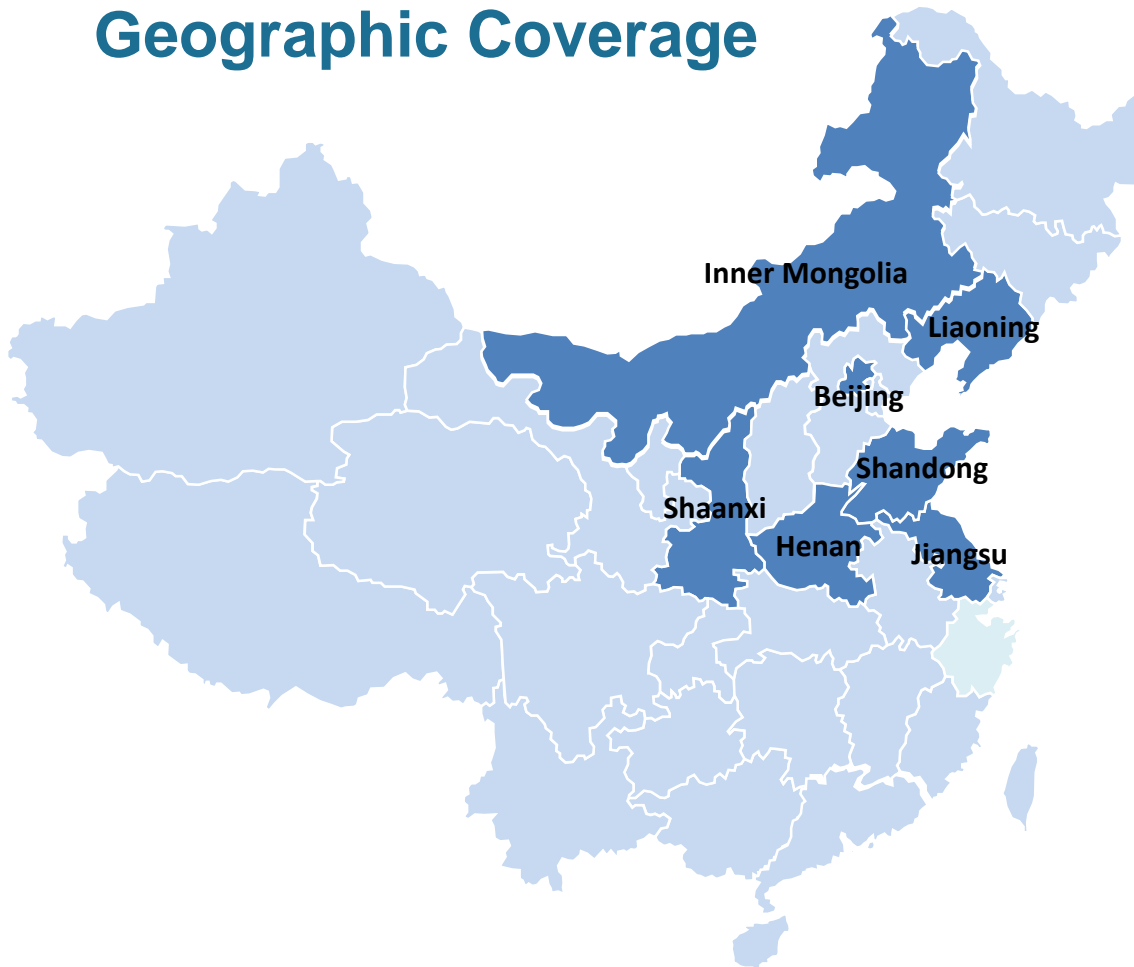 Geographic Coverage
Inner Mongolia
Liaoning
Beijing
Shandong
Shaanxi
Henan
Jiangsu